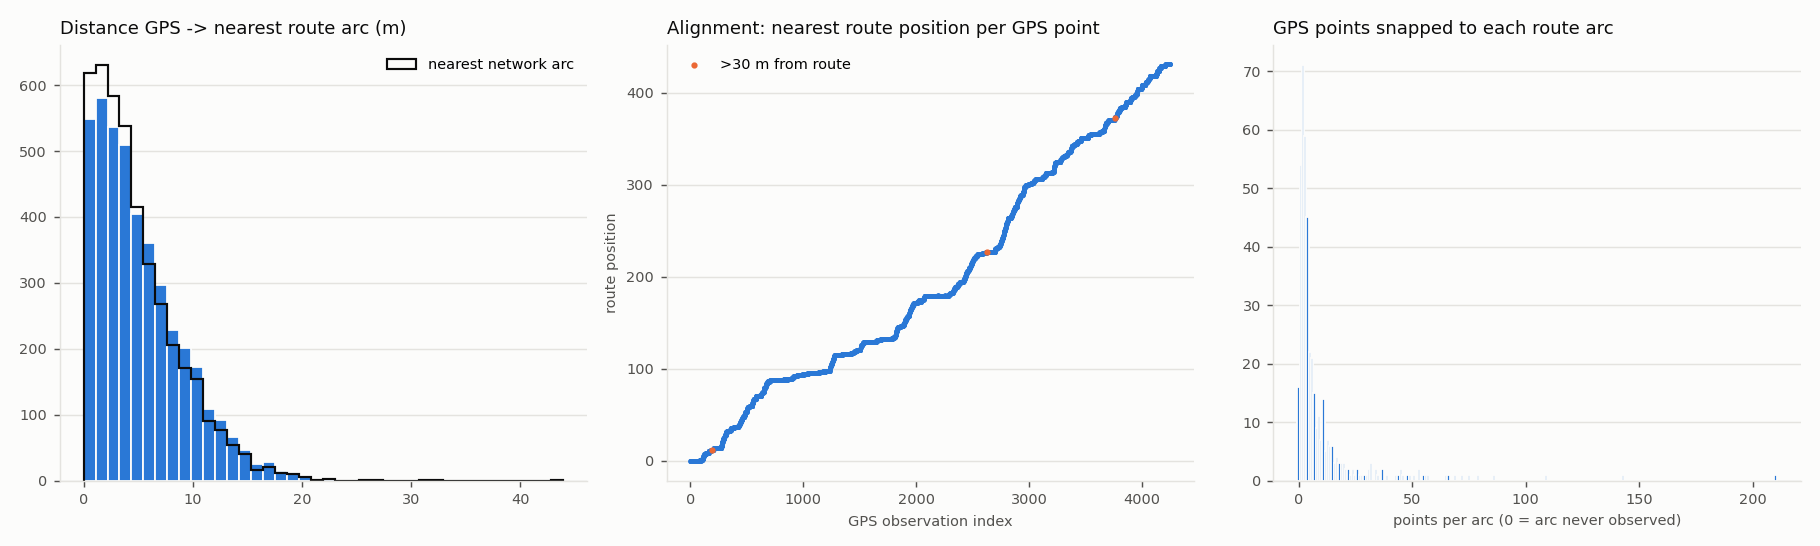 Distance GPS -> nearest route arc (m)
nearest network arc
600
500
400
300
200
100
0
0 10 20 30 40
Alignment: nearest route position per GPS point
>30 m from route
route position
400
300
200
100
0
0 1000 2000 3000 4000
GPS observation index
GPS points snapped to each route arc
70
60
50
40
30
20
10
0
0 50 100 150 200
points per arc (0 = arc never observed)